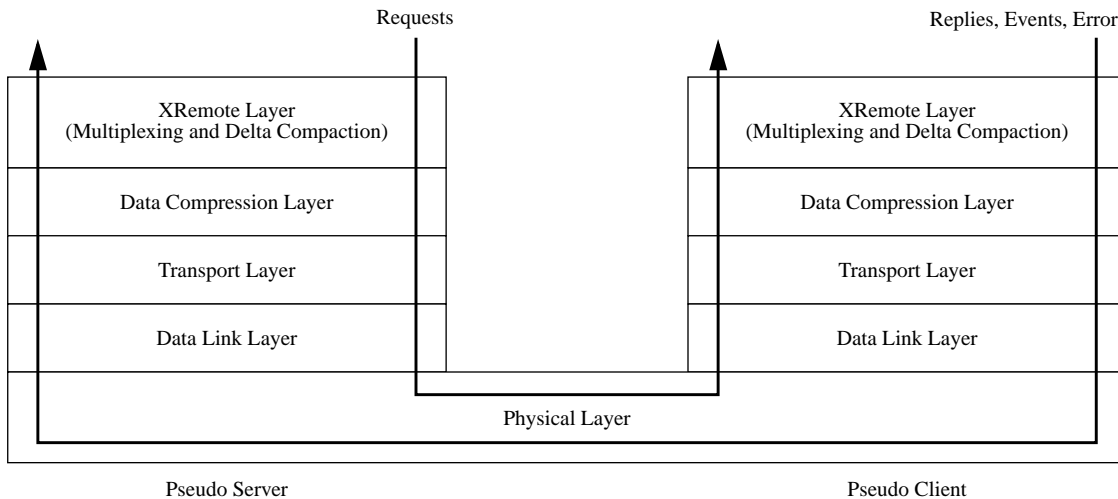 Requests
Replies, Events, Error
XRemote Layer
(Multiplexing and Delta Compaction)
XRemote Layer
(Multiplexing and Delta Compaction)
Data Compression Layer
Data Compression Layer
Transport Layer
Transport Layer
Data Link Layer
Data Link Layer
Physical Layer
Pseudo Server
Pseudo Client